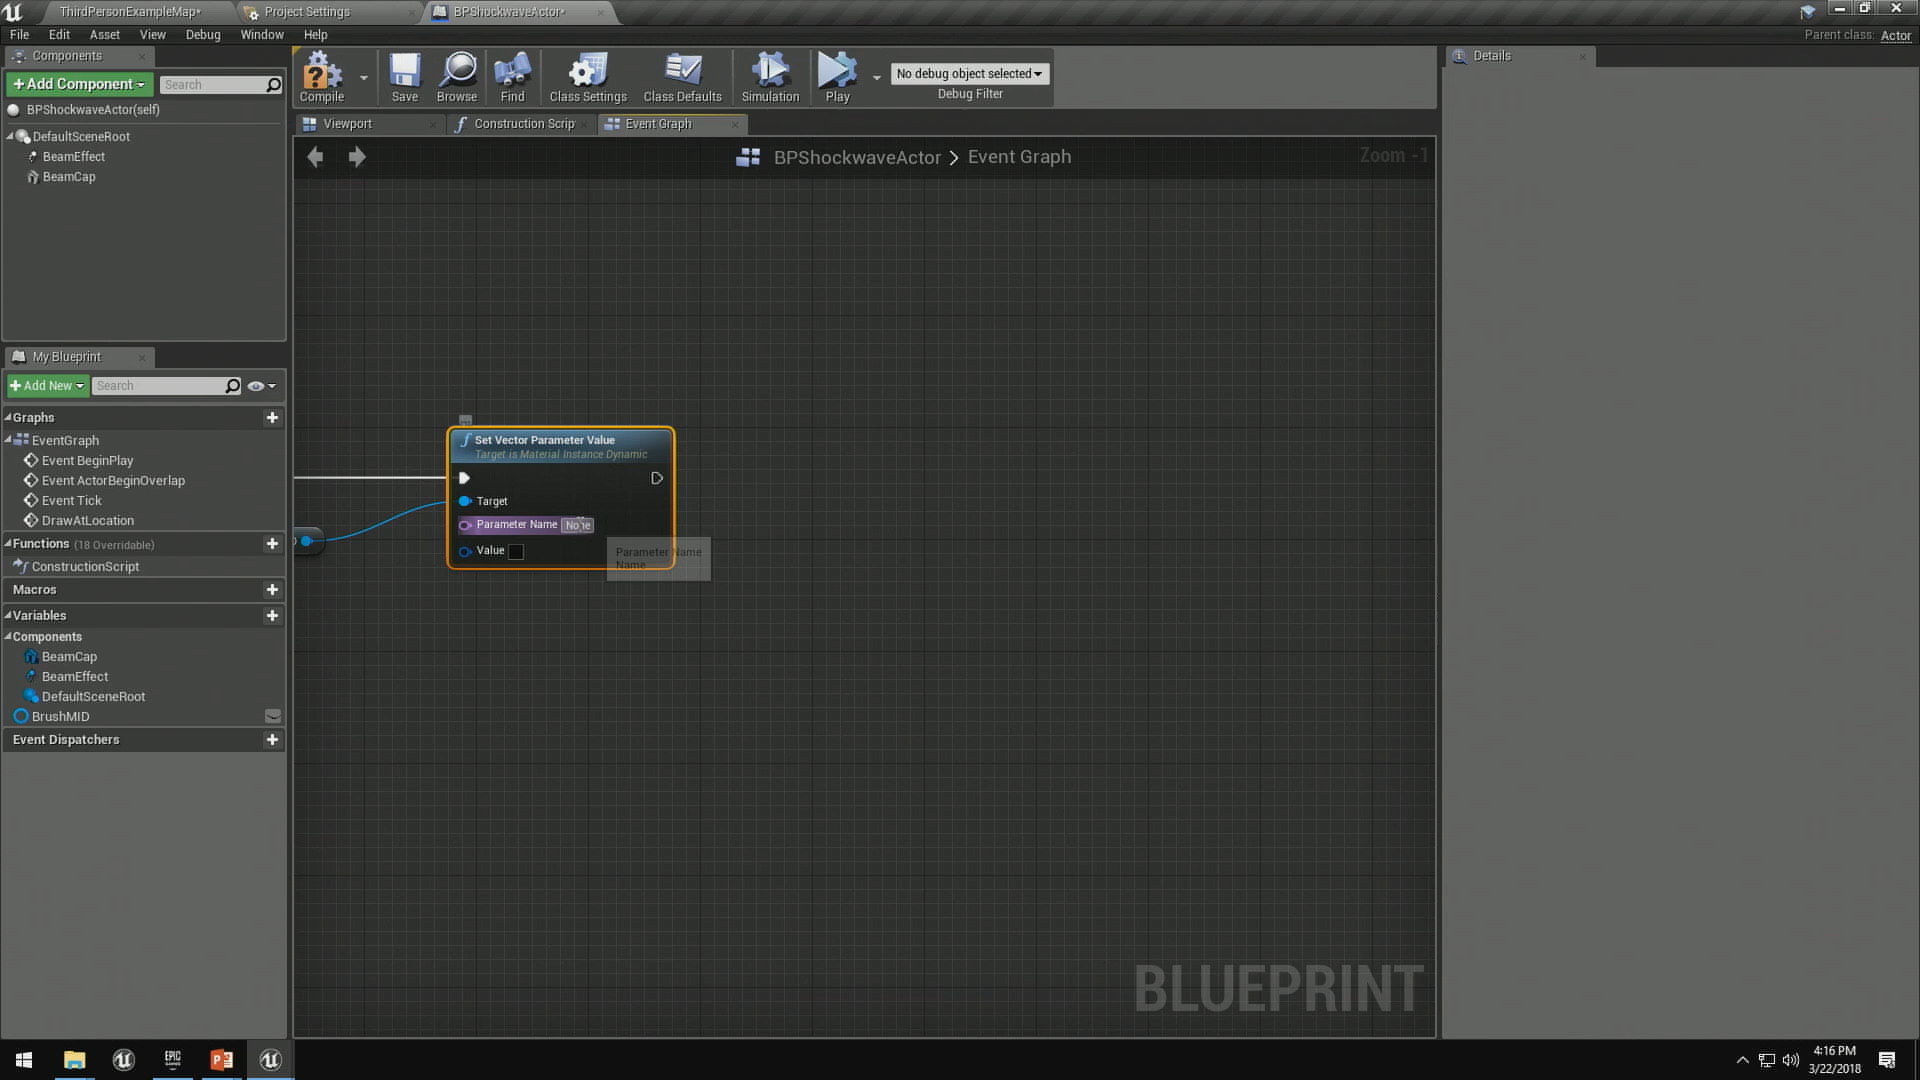 ThirdPersonExampleMap*
Project Settings
BPShockwaveActor*
File Edit Asset View Debug Window Help
Parent class: Actor
Components
+Add Component
Search
BPShockwaveActor(self)
DefaultSceneRoot
BeamEffect
BeamCap
Compile
Save
Browse
Find
Class Settings
Class Defaults
Simulation
Play
No debug object selected
Debug Filter
Details
Viewport
Construction Scrip
Event Graph
BPShockwaveActor > Event Graph
Zoom -1
My Blueprint
+Add New
Search
Graphs
EventGraph
Event BeginPlay
Event ActorBeginOverlap
Event Tick
DrawAtLocation
Functions (18 Overridable)
ConstructionScript
Macros
Variables
Components
BeamCap
BeamEffect
DefaultSceneRoot
BrushMID
Event Dispatchers
Set Vector Parameter Value
Target is Material Instance Dynamic
Target
Parameter Name None
Value
Parameter Name
Name
BLUEPRINT
EPIC
GAMES
4:16 PM
3/22/2018